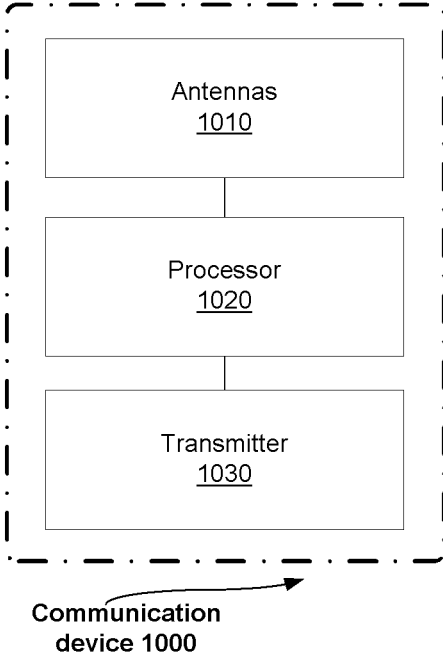 Antennas
1010
Processor
1020
Transmitter
1030
Communication
device 1000